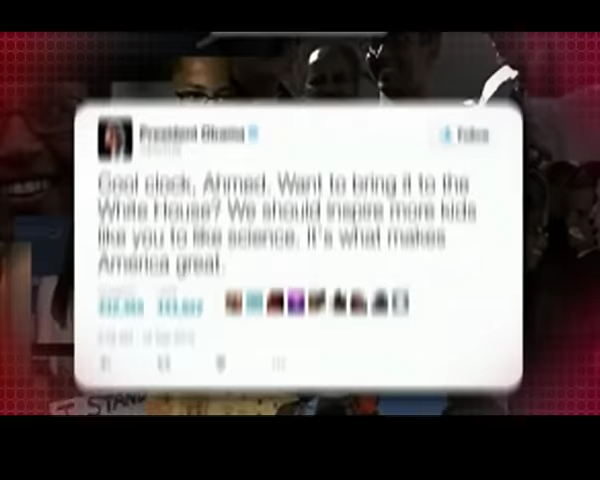 President Obama
Follow
Cool clock, Ahmed. Want to bring it to the
White House? We should inspire more kids
like you to like science. It's what makes
America great.
I STAND